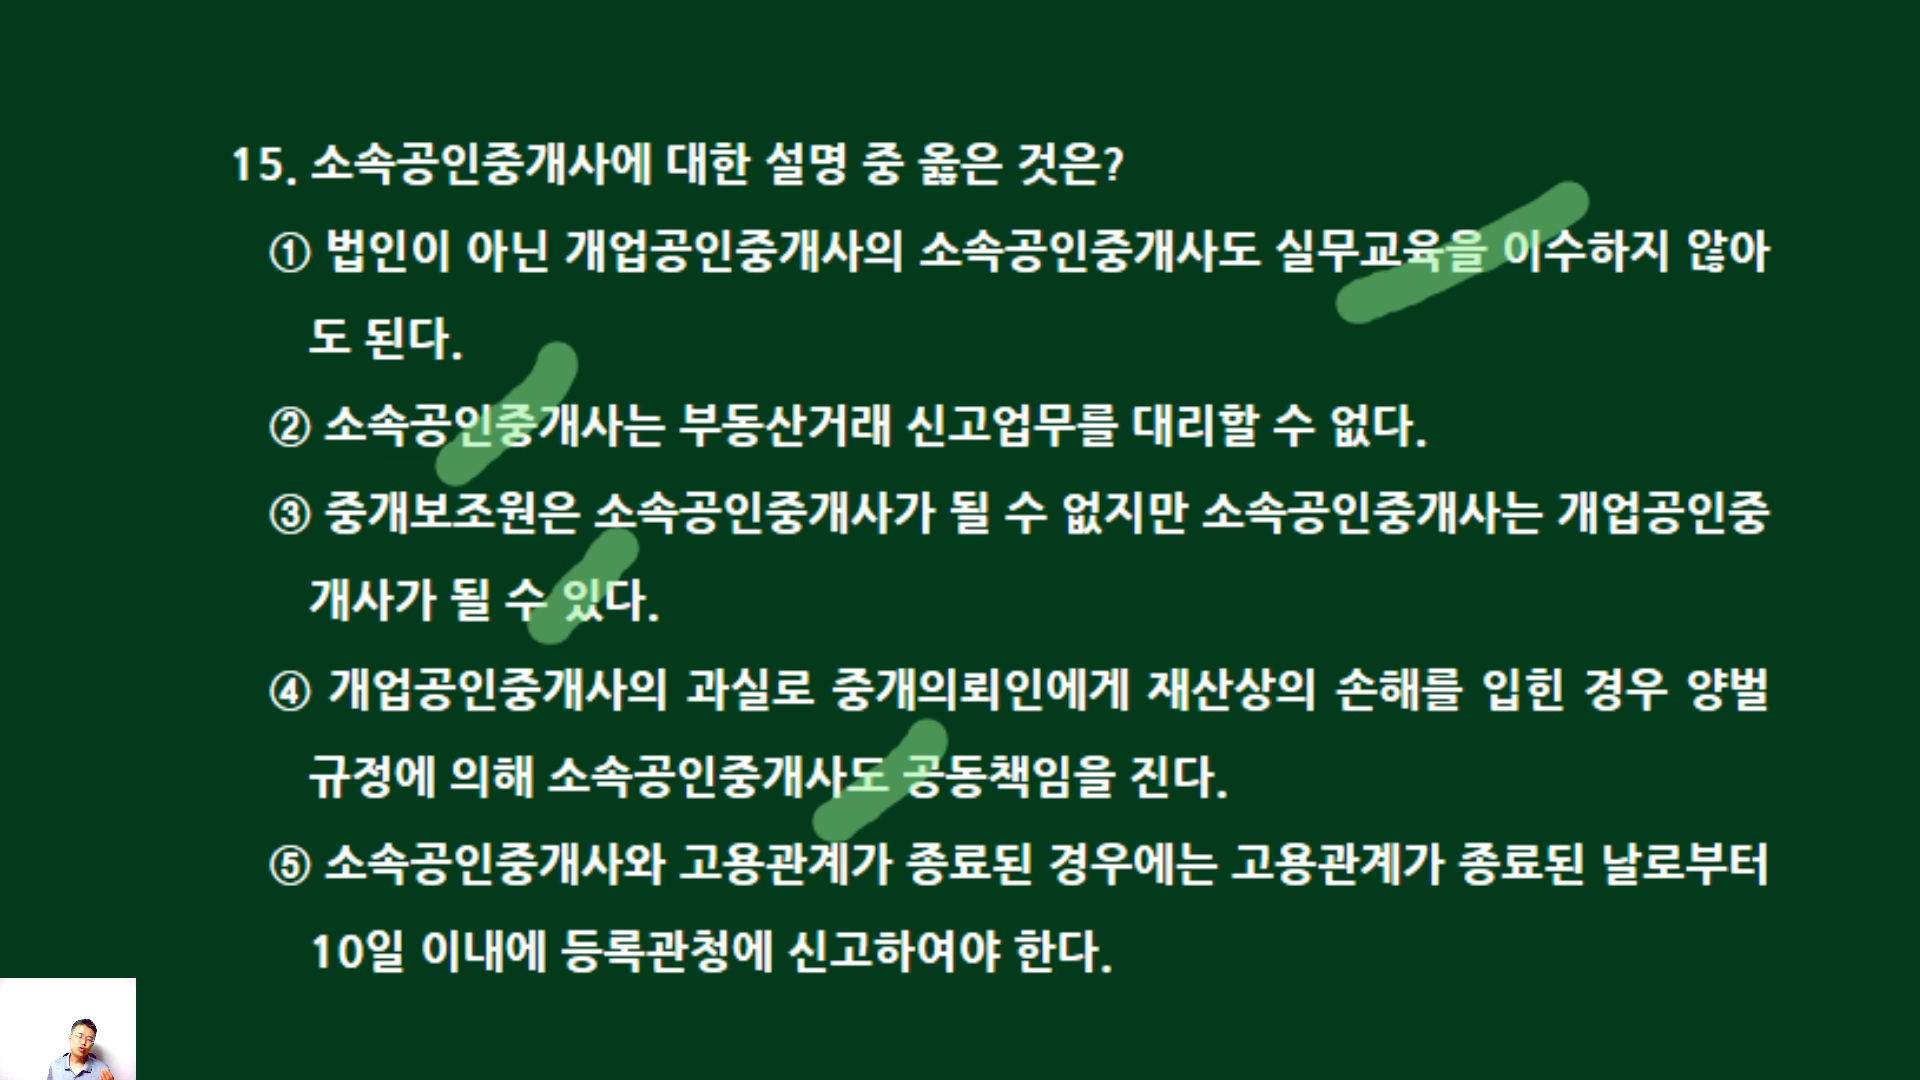 15. 소속공인중개사에 대한 설명 중 옳은 것은?
① 법인이 아닌 개업공인중개사의 소속공인중개사도 실무교육을 이수하지 않아
도 된다.
② 소속공인중개사는 부동산거래 신고업무를 대리할 수 없다.
③ 중개보조원은 소속공인중개사가 될 수 없지만 소속공인중개사는 개업공인중
개사가 될 수 있다.
④ 개업공인중개사의 과실로 중개의뢰인에게 재산상의 손해를 입힌 경우 양벌
규정에 의해 소속공인중개사도 공동책임을 진다.
⑤ 소속공인중개사와 고용관계가 종료된 경우에는 고용관계가 종료된 날로부터
10일 이내에 등록관청에 신고하여야 한다.